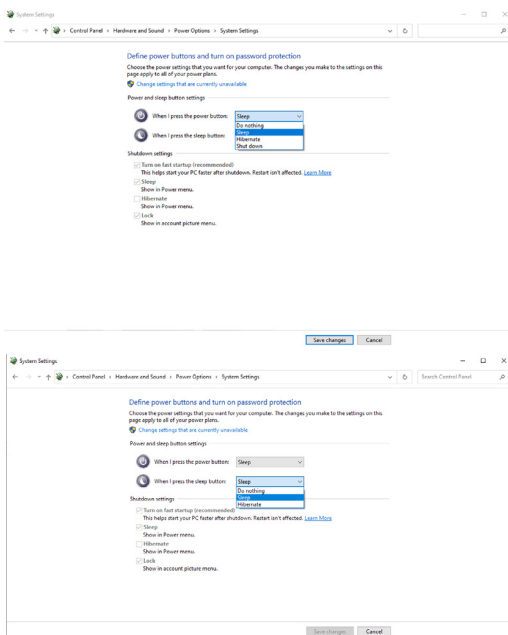 System Settings
Control Panel › Hardware and Sound › Power Options › System Settings
Define power buttons and turn on password protection
Choose the power settings that you want for your computer. The changes you make to the settings on this
page apply to all of your power plans.
Change settings that are currently unavailable
Power and sleep button settings
When I press the power button: Sleep
Do nothing
Sleep
Hibernate
Shut down
When I press the sleep button:
Shutdown settings
Turn on fast startup (recommended)
This helps start your PC faster after shutdown. Restart isn't affected. Learn More
Sleep
Show in Power menu.
Hibernate
Show in Power menu.
Lock
Show in account picture menu.
Save changes Cancel
System Settings
Control Panel › Hardware and Sound › Power Options › System Settings Search Control Panel
Define power buttons and turn on password protection
Choose the power settings that you want for your computer. The changes you make to the settings on this
page apply to all of your power plans.
Change settings that are currently unavailable
Power and sleep button settings
When I press the power button: Sleep
When I press the sleep button: Sleep
Do nothing
Sleep
Hibernate
Shutdown settings
Turn on fast startup (recommended)
This helps start your PC faster after shutdown. Restart isn't affected. Learn More
Sleep
Show in Power menu.
Hibernate
Show in Power menu.
Lock
Show in account picture menu.
Save changes Cancel